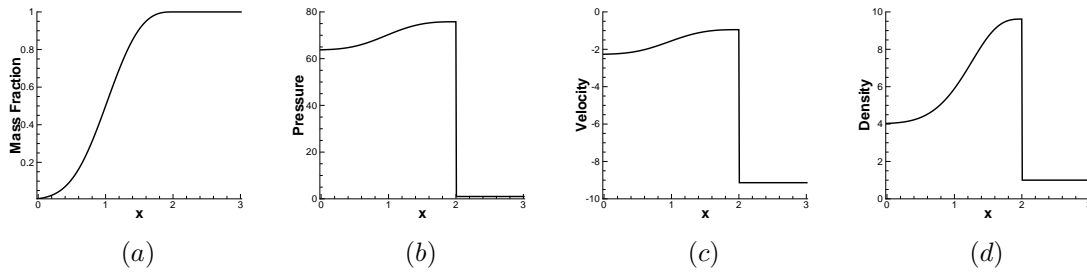 1
0.8
0.6
0.4
0.2
0 1 2 3
Mass Fraction
x
(a)
80
60
40
20
0
0 1 2 3
Pressure
x
(b)
0
-2
-4
-6
-8
-10
0 1 2 3
Velocity
x
(c)
10
8
6
4
2
0
0 1 2 3
Density
x
(d)